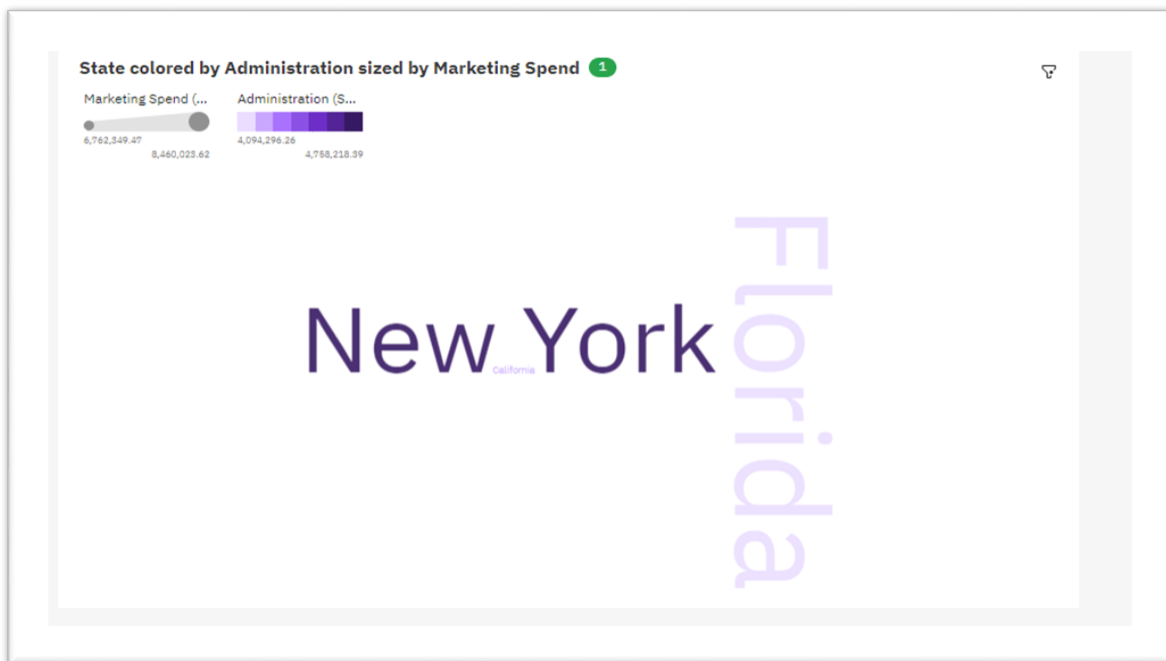 State colored by Administration sized by Marketing Spend 1
Marketing Spend (...
Administration (S...
6,762,349.47
8,460,023.62
4,094,296.26
4,758,218.39
New York
California
Florida